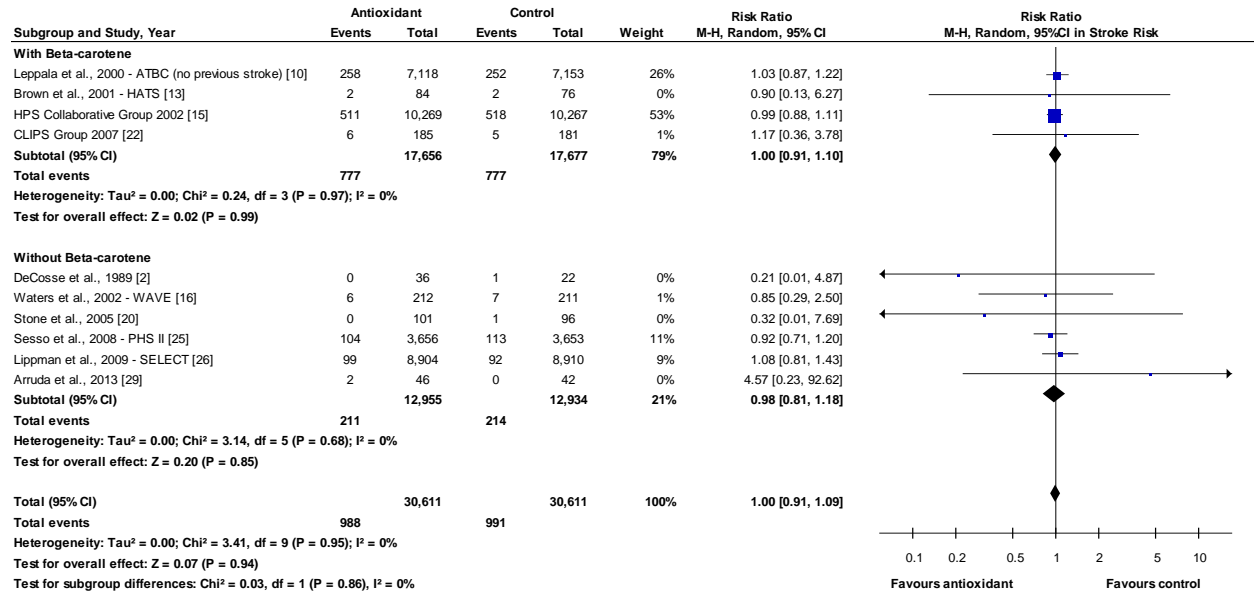 Antioxidant Control Risk Ratio Risk Ratio
Subgroup and Study, Year Events Total Events Total Weight M-H, Random, 95% CI M-H, Random, 95%CI in Stroke Risk
With Beta-carotene
Leppala et al., 2000 - ATBC (no previous stroke) [10] 258 7,118 252 7,153 26% 1.03 [0.87, 1.22]
Brown et al., 2001 - HATS [13] 2 84 2 76 0% 0.90 [0.13, 6.27]
HPS Collaborative Group 2002 [15] 511 10,269 518 10,267 53% 0.99 [0.88, 1.11]
CLIPS Group 2007 [22] 6 185 5 181 1% 1.17 [0.36, 3.78]
Subtotal (95% CI) 17,656 17,677 79% 1.00 [0.91, 1.10]
Total events 777 777
Heterogeneity: Tau² = 0.00; Chi² = 0.24, df = 3 (P = 0.97); I² = 0%
Test for overall effect: Z = 0.02 (P = 0.99)
Without Beta-carotene
DeCosse et al., 1989 [2] 0 36 1 22 0% 0.21 [0.01, 4.87]
Waters et al., 2002 - WAVE [16] 6 212 7 211 1% 0.85 [0.29, 2.50]
Stone et al., 2005 [20] 0 101 1 96 0% 0.32 [0.01, 7.69]
Sesso et al., 2008 - PHS II [25] 104 3,656 113 3,653 11% 0.92 [0.71, 1.20]
Lippman et al., 2009 - SELECT [26] 99 8,904 92 8,910 9% 1.08 [0.81, 1.43]
Arruda et al., 2013 [29] 2 46 0 42 0% 4.57 [0.23, 92.62]
Subtotal (95% CI) 12,955 12,934 21% 0.98 [0.81, 1.18]
Total events 211 214
Heterogeneity: Tau² = 0.00; Chi² = 3.14, df = 5 (P = 0.68); I² = 0%
Test for overall effect: Z = 0.20 (P = 0.85)
Total (95% CI) 30,611 30,611 100% 1.00 [0.91, 1.09]
Total events 988 991
Heterogeneity: Tau² = 0.00; Chi² = 3.41, df = 9 (P = 0.95); I² = 0%
Test for overall effect: Z = 0.07 (P = 0.94)
Test for subgroup differences: Chi² = 0.03, df = 1 (P = 0.86), I² = 0%
0.1 0.2 0.5 1 2 5 10
Favours antioxidant Favours control